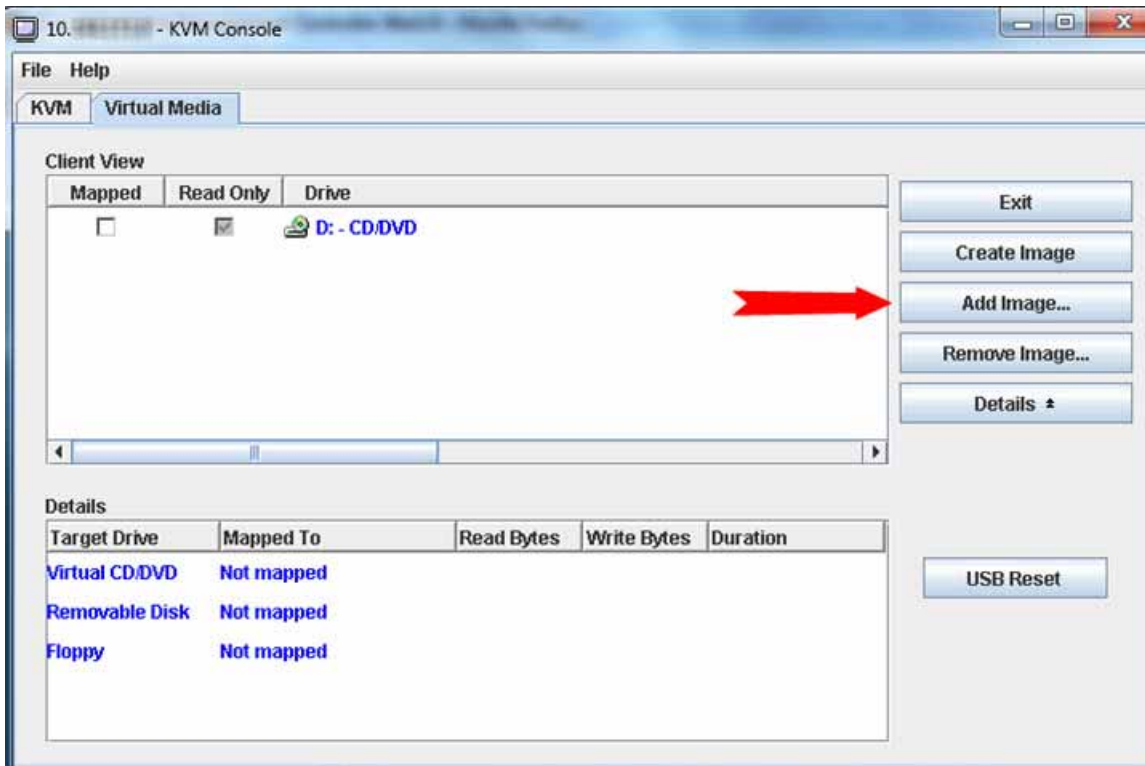 10. - KVM Console
File Help
KVM Virtual Media
Client View
Mapped Read Only Drive
D: - CD/DVD
Exit
Create Image
Add Image...
Remove Image...
Details
Details
Target Drive Mapped To Read Bytes Write Bytes Duration
Virtual CD/DVD Not mapped
Removable Disk Not mapped
Floppy Not mapped
USB Reset